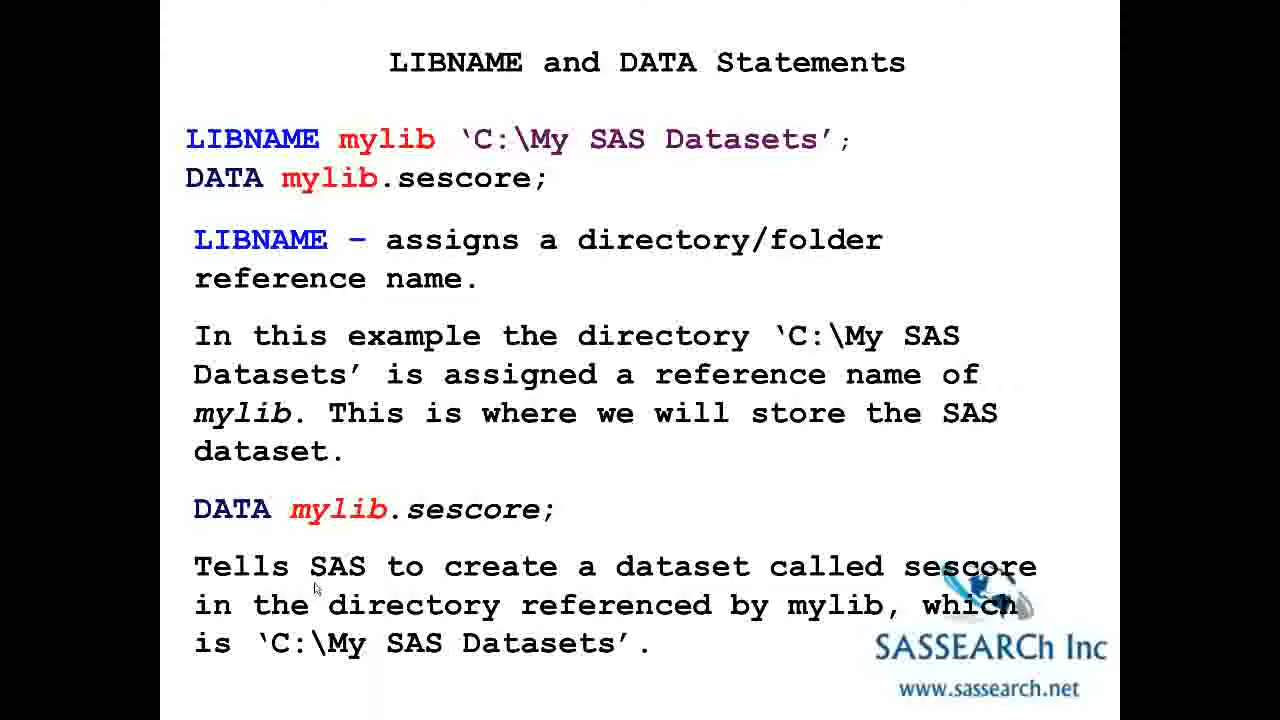 LIBNAME and DATA Statements
LIBNAME mylib ‘C:\My SAS Datasets’;
DATA mylib.sescore;
LIBNAME – assigns a directory/folder
reference name.
In this example the directory ‘C:\My SAS
Datasets’ is assigned a reference name of
mylib. This is where we will store the SAS
dataset.
DATA mylib.sescore;
Tells SAS to create a dataset called sescore
in the directory referenced by mylib, which
is ‘C:\My SAS Datasets’.
SASSEARCh Inc
www.sassearch.net